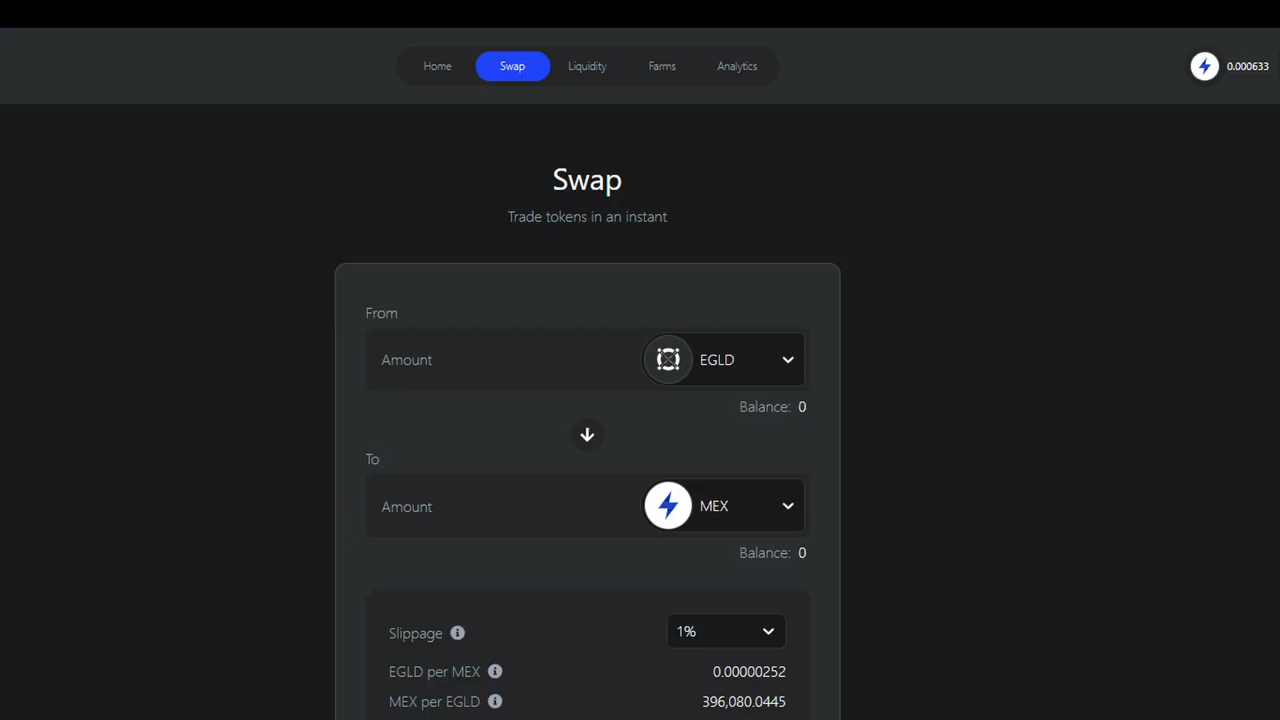 Home Swap Liquidity Farms Analytics 0.000633
Swap
Trade tokens in an instant
From
Amount EGLD
Balance: 0
To
Amount MEX
Balance: 0
Slippage 1%
EGLD per MEX 0.00000252
MEX per EGLD 396,080.0445